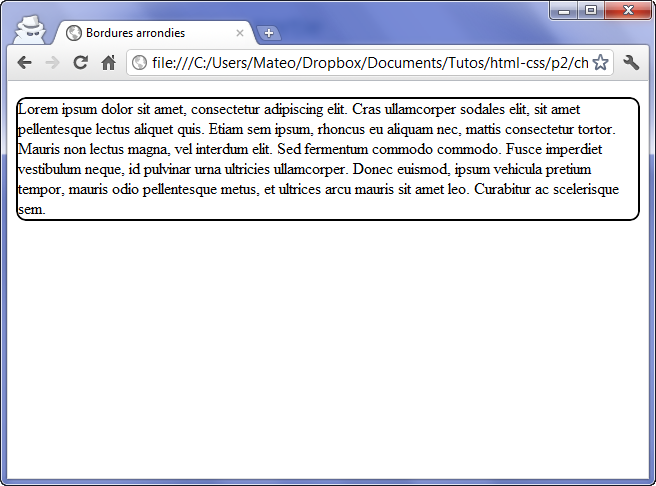 Bordures arrondies
file:///C:/Users/Mateo/Dropbox/Documents/Tutos/html-css/p2/ch
Lorem ipsum dolor sit amet, consectetur adipiscing elit. Cras ullamcorper sodales elit, sit amet
pellentesque lectus aliquet quis. Etiam sem ipsum, rhoncus eu aliquam nec, mattis consectetur tortor.
Mauris non lectus magna, vel interdum elit. Sed fermentum commodo commodo. Fusce imperdiet
vestibulum neque, id pulvinar urna ultricies ullamcorper. Donec euismod, ipsum vehicula pretium
tempor, mauris odio pellentesque metus, et ultrices arcu mauris sit amet leo. Curabitur ac scelerisque
sem.